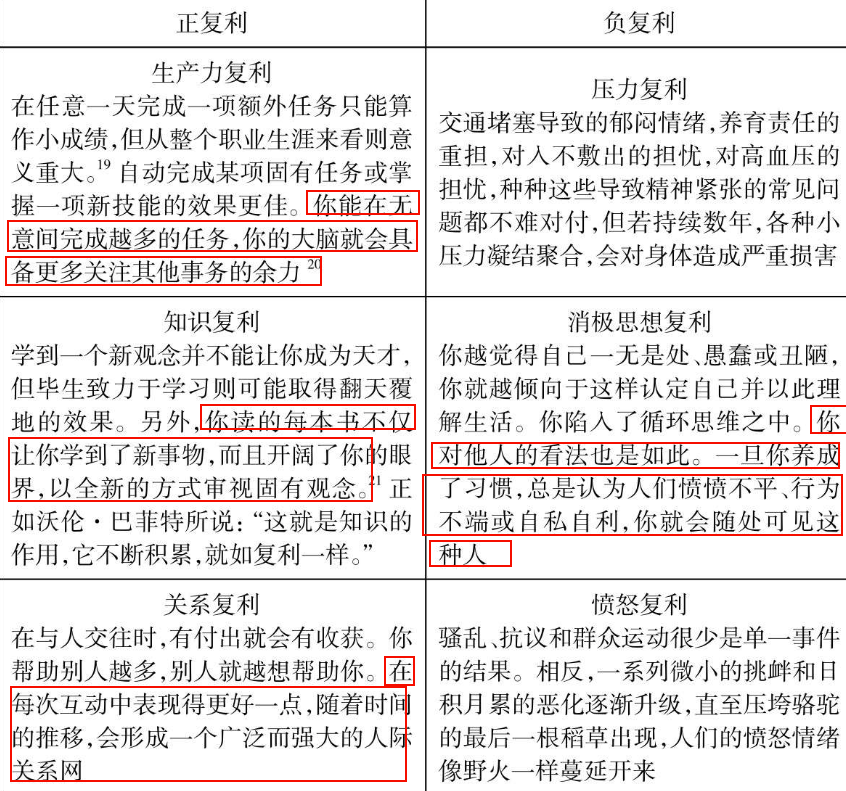 正复利
负复利
生产力复利
在任意一天完成一项额外任务只能算
作小成绩,但从整个职业生涯来看则意
义重大。19 自动完成某项固有任务或掌
握一项新技能的效果更佳。你能在无
意间完成越多的任务,你的大脑就会具
备更多关注其他事务的余力 20
压力复利
交通堵塞导致的郁闷情绪,养育责任的
重担,对入不敷出的担忧,对高血压的
担忧,种种这些导致精神紧张的常见问
题都不难对付,但若持续数年,各种小
压力凝结聚合,会对身体造成严重损害
知识复利
学到一个新观念并不能让你成为天才,
但毕生致力于学习则可能取得翻天覆
地的效果。另外,你读的每本书不仅
让你学到了新事物,而且开阔了你的眼
界,以全新的方式审视固有观念。21 正
如沃伦·巴菲特所说:“这就是知识的
作用,它不断积累,就如复利一样。”
消极思想复利
你越觉得自己一无是处、愚蠢或丑陋,
你就越倾向于这样认定自己并以此理
解生活。你陷入了循环思维之中。你
对他人的看法也是如此。一旦你养成
了习惯,总是认为人们愤愤不平、行为
不端或自私自利,你就会随处可见这
种人
关系复利
在与人交往时,有付出就会有收获。你
帮助别人越多,别人就越想帮助你。在
每次互动中表现得更好一点,随着时间
的推移,会形成一个广泛而强大的人际
关系网
愤怒复利
骚乱、抗议和群众运动很少是单一事件
的结果。相反,一系列微小的挑衅和日
积月累的恶化逐渐升级,直至压垮骆驼
的最后一根稻草出现,人们的愤怒情绪
像野火一样蔓延开来